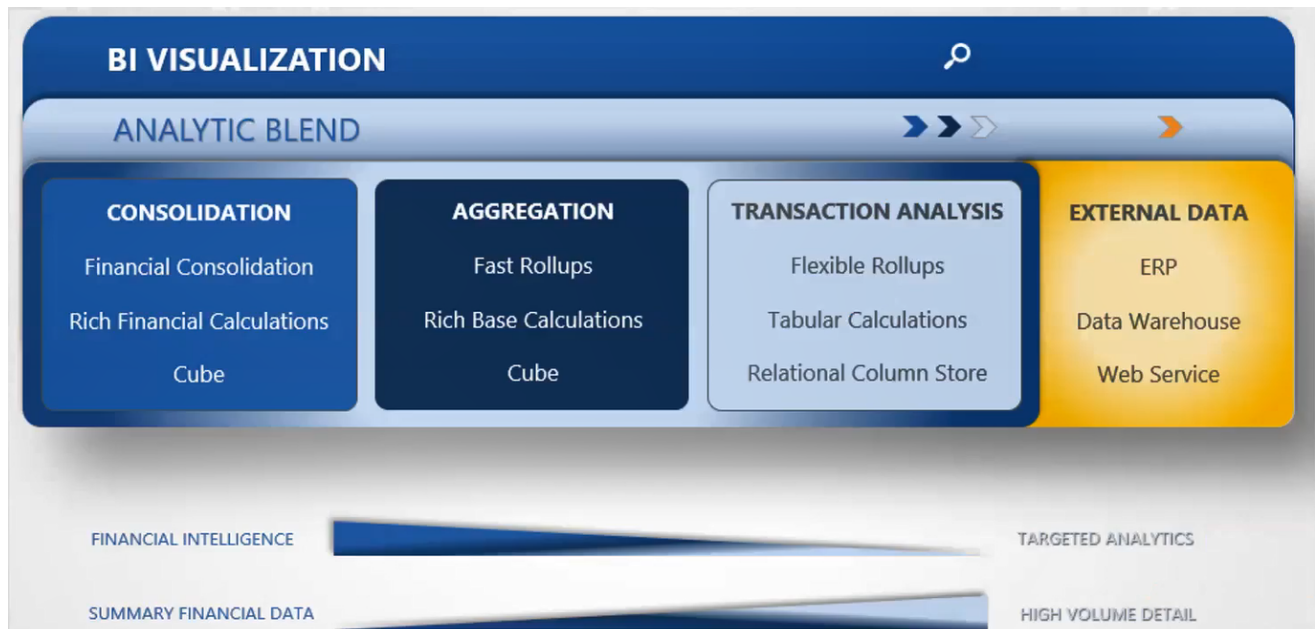 BI VISUALIZATION
ANALYTIC BLEND
CONSOLIDATION
Financial Consolidation
Rich Financial Calculations
Cube
AGGREGATION
Fast Rollups
Rich Base Calculations
Cube
TRANSACTION ANALYSIS
Flexible Rollups
Tabular Calculations
Relational Column Store
EXTERNAL DATA
ERP
Data Warehouse
Web Service
FINANCIAL INTELLIGENCE
TARGETED ANALYTICS
SUMMARY FINANCIAL DATA
HIGH VOLUME DETAIL